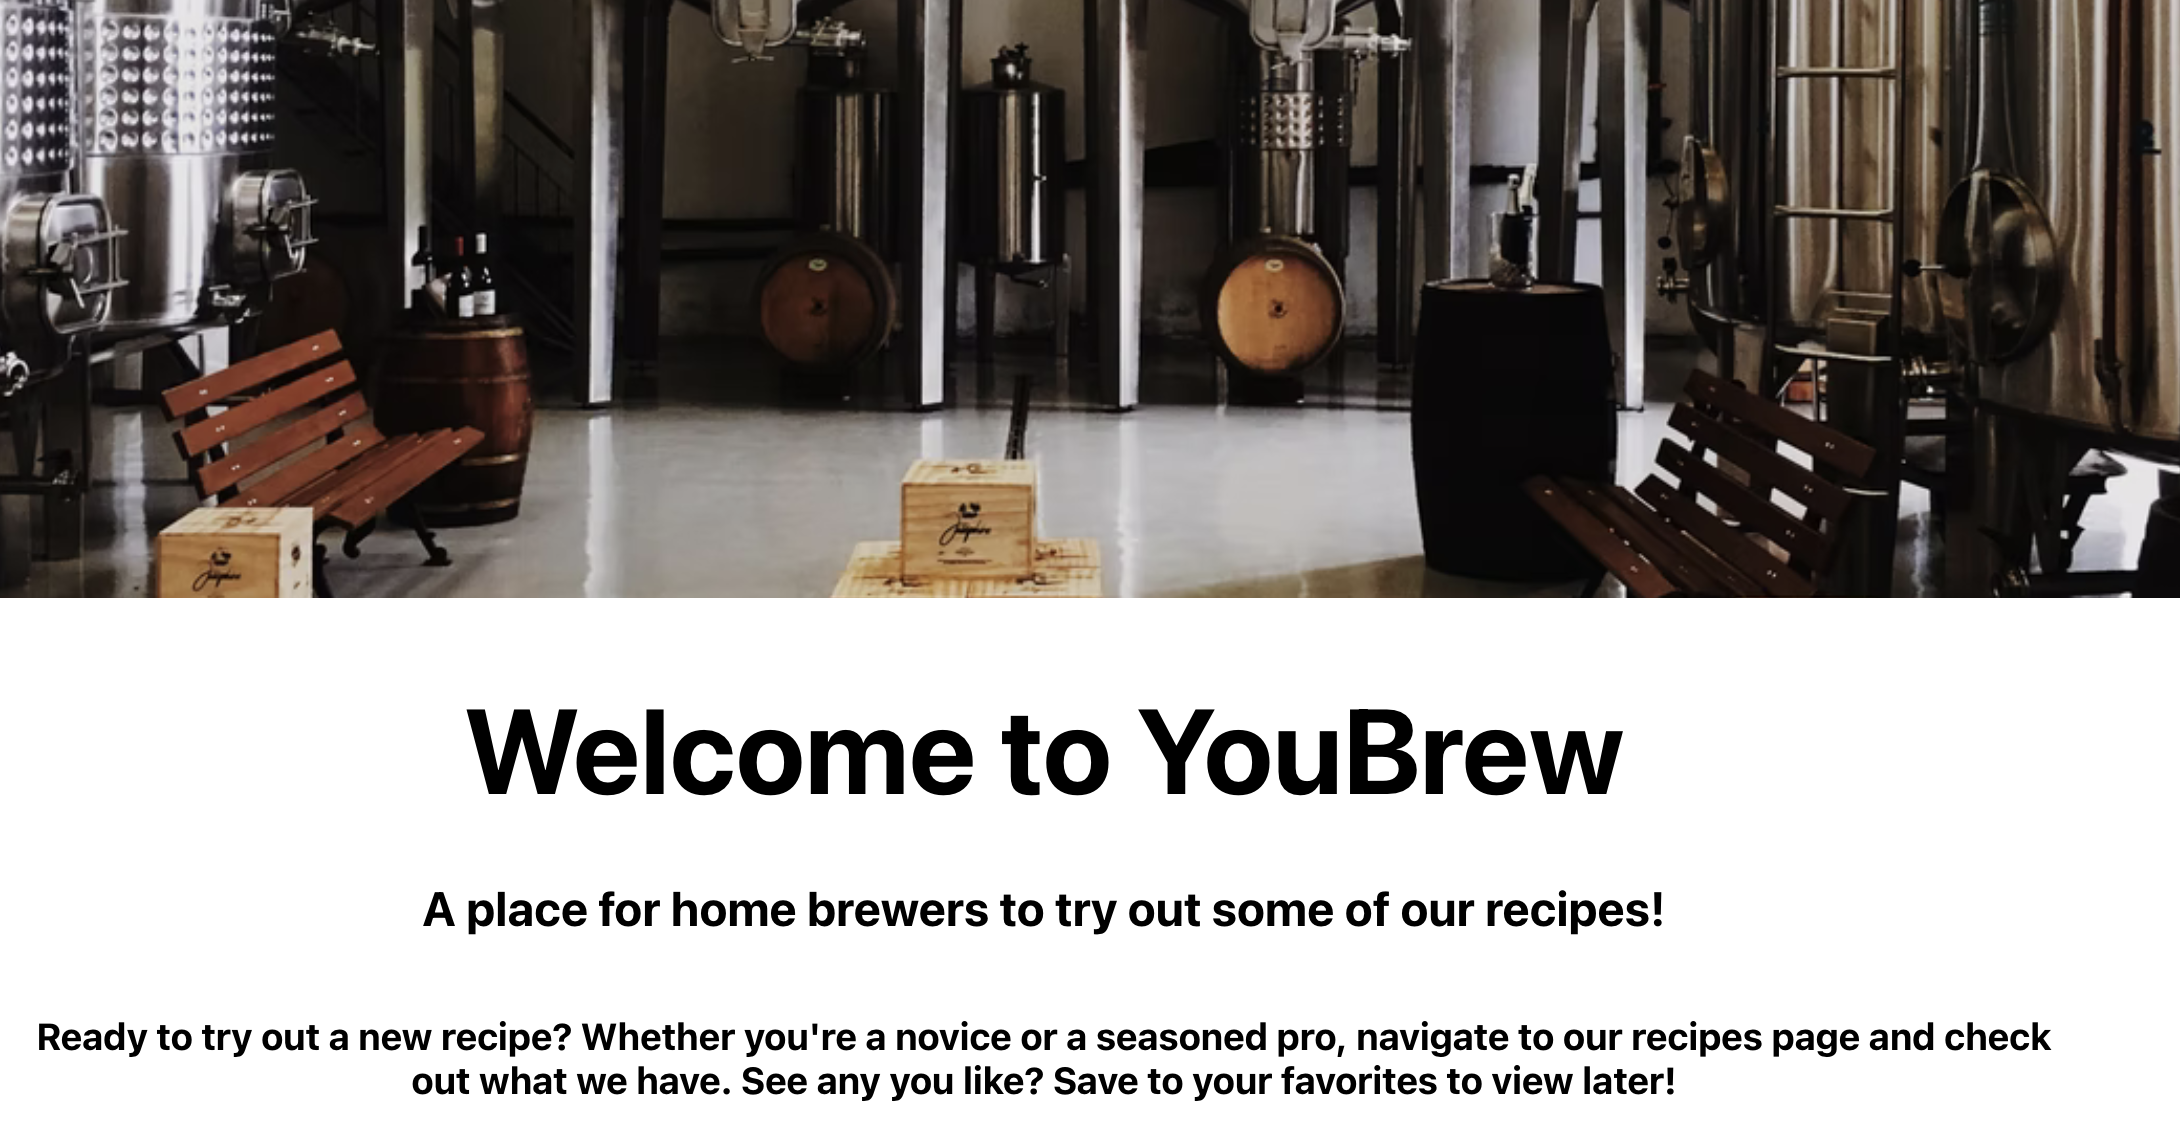 Welcome to YouBrew
A place for home brewers to try out some of our recipes!
Ready to try out a new recipe? Whether you're a novice or a seasoned pro, navigate to our recipes page and check
out what we have. See any you like? Save to your favorites to view later!